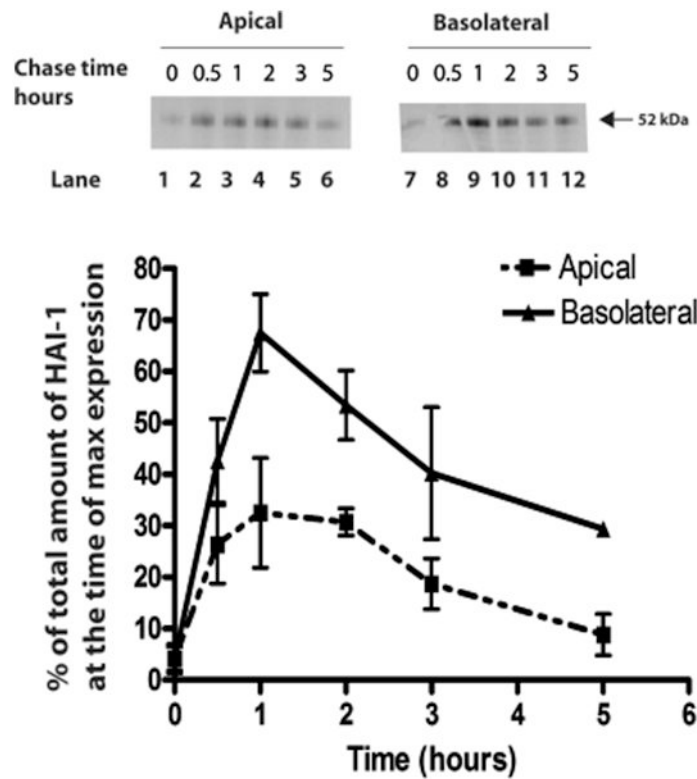 Apical Basolateral
Chase time hours
0 0.5 1 2 3 5 0 0.5 1 2 3 5
52 kDa
Lane 1 2 3 4 5 6 7 8 9 10 11 12
80
70
60
50
40
30
20
10
0
% of total amount of HAI-1
at the time of max expression
Apical
Basolateral
0 1 2 3 4 5 6
Time (hours)